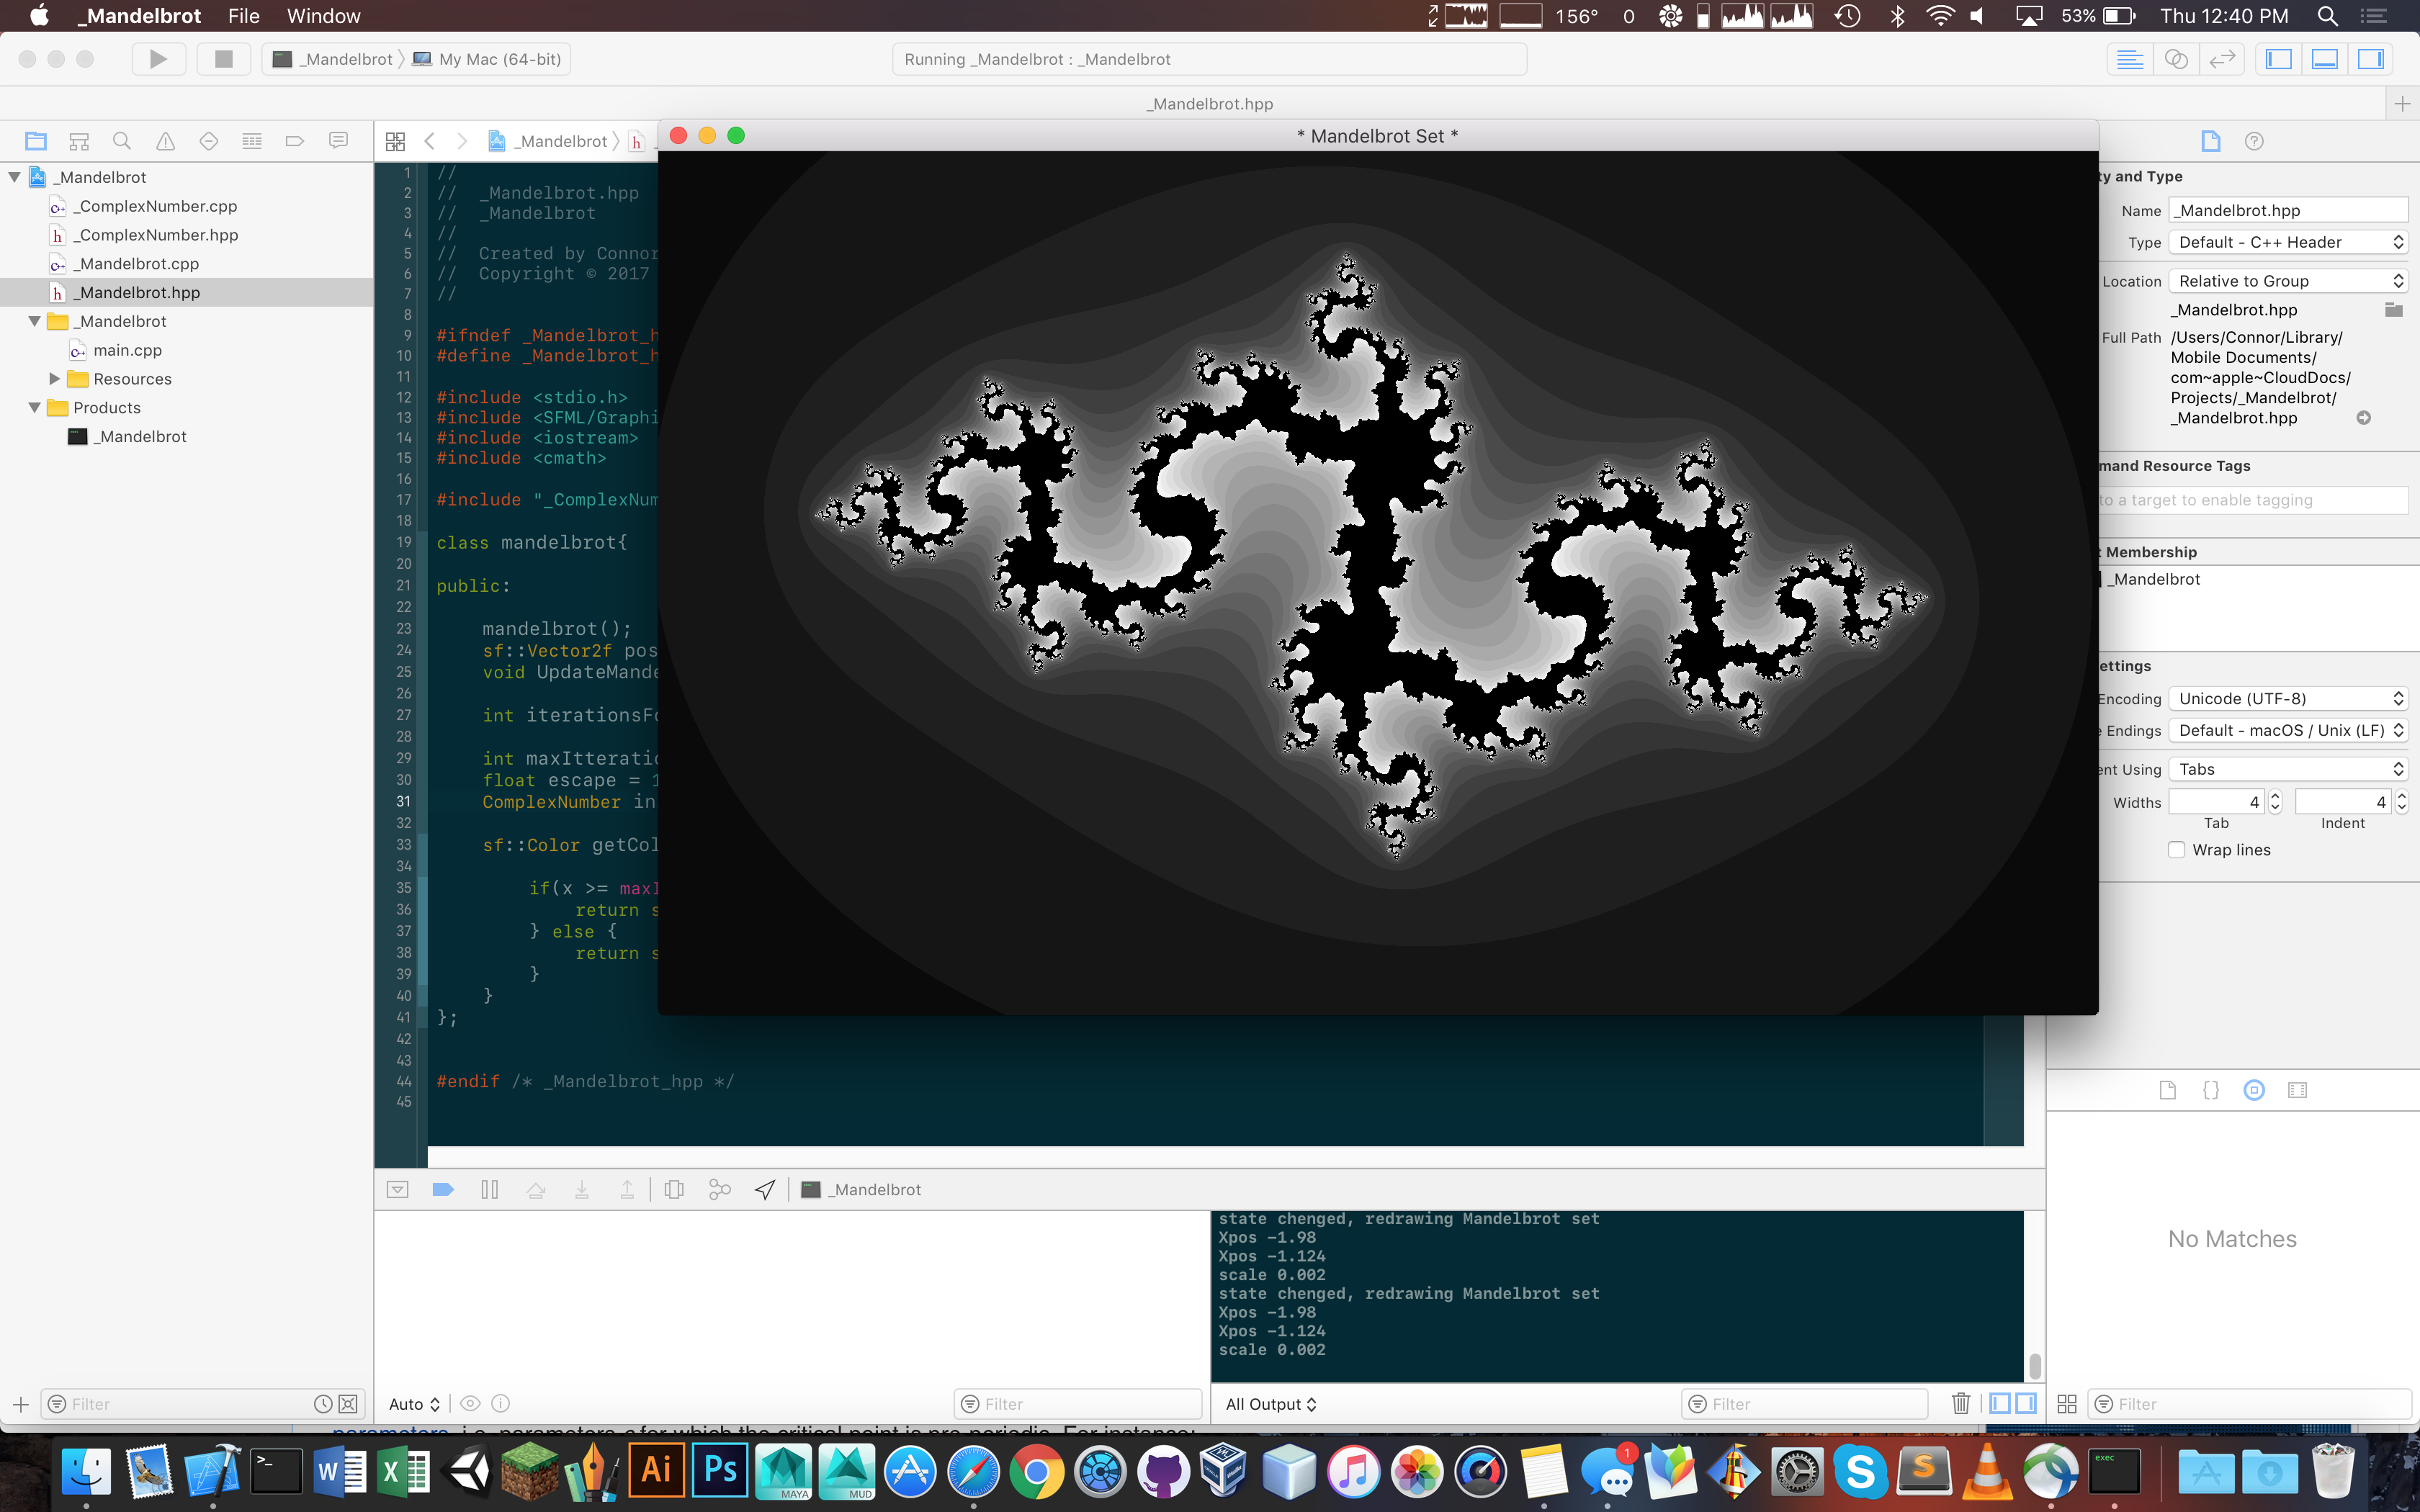 _Mandelbrot File Window 156° 0 53% Thu 12:40 PM
_Mandelbrot My Mac (64-bit) Running _Mandelbrot : _Mandelbrot
_Mandelbrot.hpp
_Mandelbrot
_Mandelbrot
_ComplexNumber.cpp
_ComplexNumber.hpp
_Mandelbrot.cpp
_Mandelbrot.hpp
_Mandelbrot
main.cpp
Resources
Products
_Mandelbrot
Filter
1 //
2 // _Mandelbrot.hpp
3 // _Mandelbrot
4 //
5 // Created by Connor
6 // Copyright © 2017
7 //
8
9 #ifndef _Mandelbrot_h
10 #define _Mandelbrot_h
11
12 #include <stdio.h>
13 #include <SFML/Graphi
14 #include <iostream>
15 #include <cmath>
16
17 #include "_ComplexNum
18
19 class mandelbrot{
20
21 public:
22
23 mandelbrot();
24 sf::Vector2f pos
25 void UpdateMande
26
27 int iterationsFo
28
29 int maxItteratio
30 float escape = 1
31 ComplexNumber in
32
33 sf::Color getCol
34
35 if(x >= maxI
36 return s
37 } else {
38 return s
39 }
40 }
41 };
42
43
44 #endif /* _Mandelbrot_hpp */
45
* Mandelbrot Set *
ty and Type
Name _Mandelbrot.hpp
Type Default - C++ Header
Location Relative to Group
_Mandelbrot.hpp
Full Path /Users/Connor/Library/
Mobile Documents/
com~apple~CloudDocs/
Projects/_Mandelbrot/
_Mandelbrot.hpp
mand Resource Tags
to a target to enable tagging
t Membership
_Mandelbrot
ettings
Encoding Unicode (UTF-8)
e Endings Default - macOS / Unix (LF)
ent Using Tabs
Widths 4 4
Tab Indent
Wrap lines
No Matches
Filter
_Mandelbrot
Auto Filter
state chenged, redrawing Mandelbrot set
Xpos -1.98
Xpos -1.124
scale 0.002
state chenged, redrawing Mandelbrot set
Xpos -1.98
Xpos -1.124
scale 0.002
All Output Filter
Ai Ps MAYA MUD 1 exec